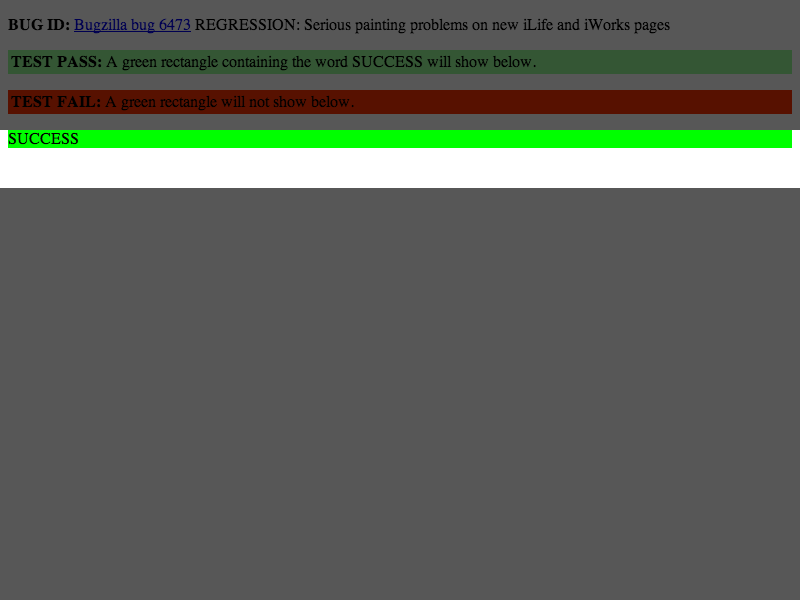 BUG ID: Bugzilla bug 6473 REGRESSION: Serious painting problems on new iLife and iWorks pages
TEST PASS: A green rectangle containing the word SUCCESS will show below.
TEST FAIL: A green rectangle will not show below.
SUCCESS